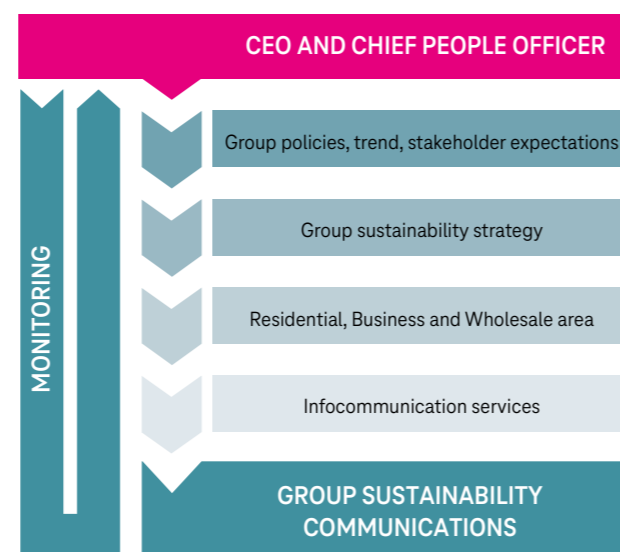 CEO AND CHIEF PEOPLE OFFICER
Group policies, trend, stakeholder expectations
Group sustainability strategy
Residential, Business and Wholesale area
Infocommunication services
MONITORING
GROUP SUSTAINABILITY
COMMUNICATIONS